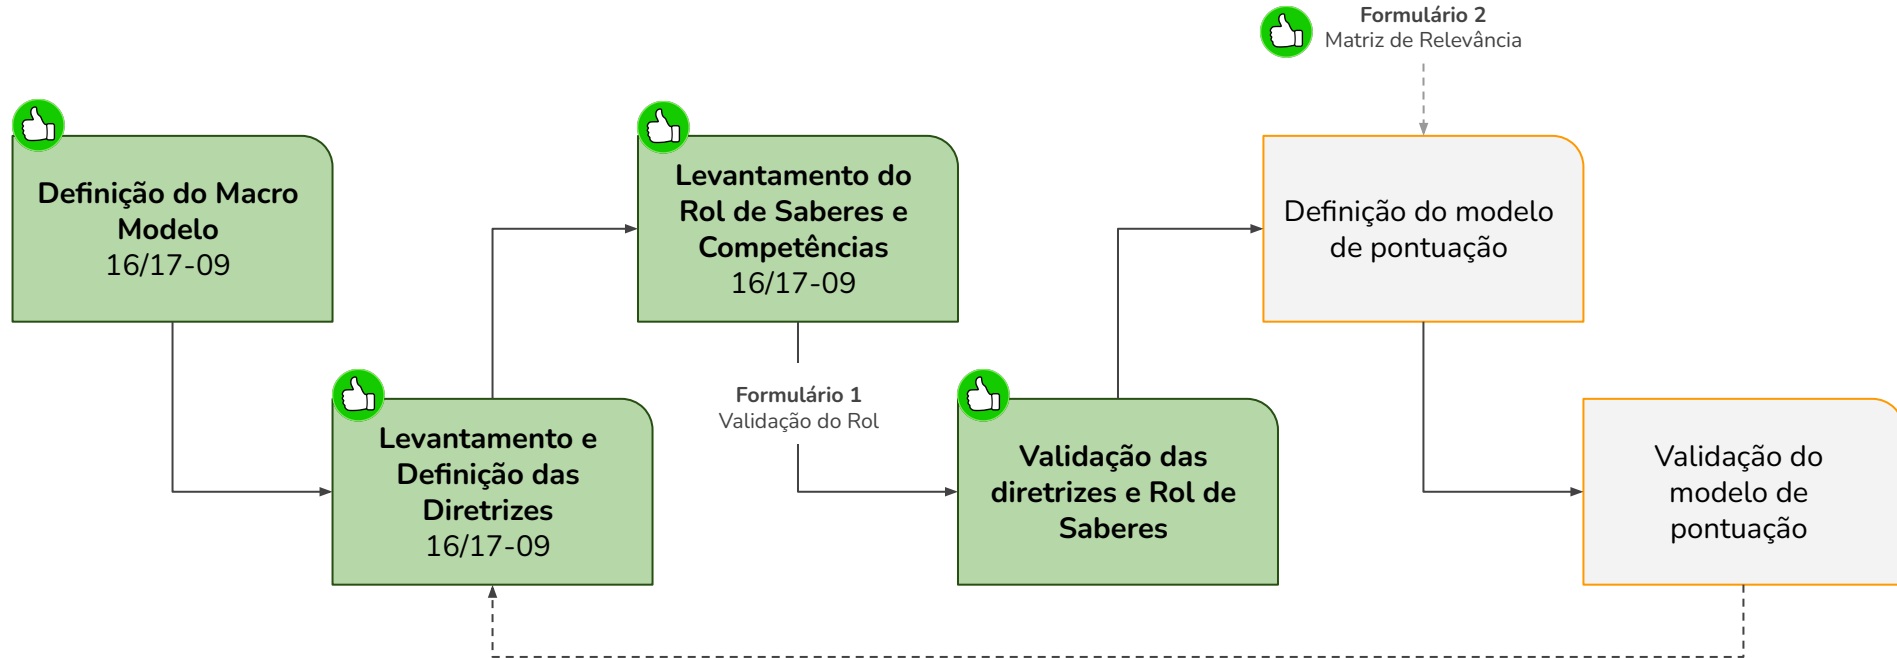 Formulário 2
Matriz de Relevância
Definição do Macro
Modelo
16/17-09
Levantamento do
Rol de Saberes e
Competências
16/17-09
Definição do modelo
de pontuação
Formulário 1
Validação do Rol
Levantamento e
Definição das
Diretrizes
16/17-09
Validação das
diretrizes e Rol de
Saberes
Validação do
modelo de
pontuação